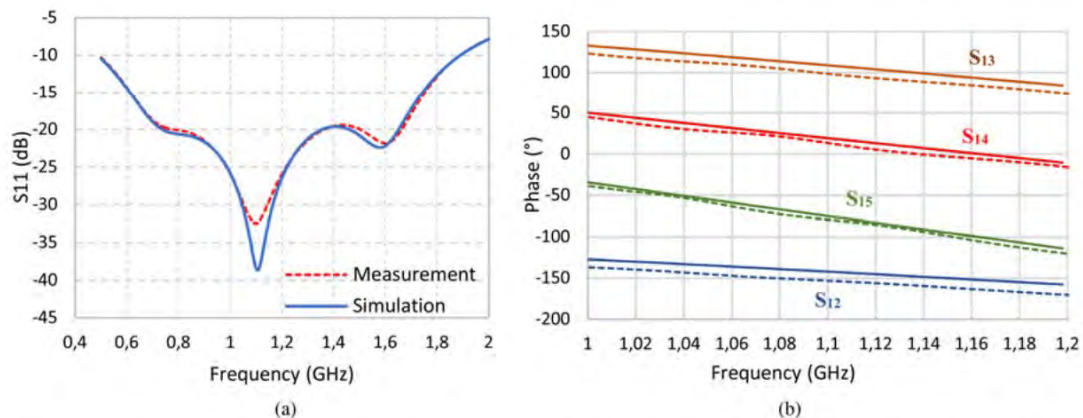 -5
-10
-15
-20
-25
-30
-35
-40
-45
S11 (dB)
Measurement
Simulation
0,4 0,6 0,8 1 1,2 1,4 1,6 1,8 2
Frequency (GHz)
(a)
150
100
50
0
-50
-100
-150
-200
Phase (°)
S13
S14
S15
S12
1 1,02 1,04 1,06 1,08 1,1 1,12 1,14 1,16 1,18 1,2
Frequency (GHz)
(b)